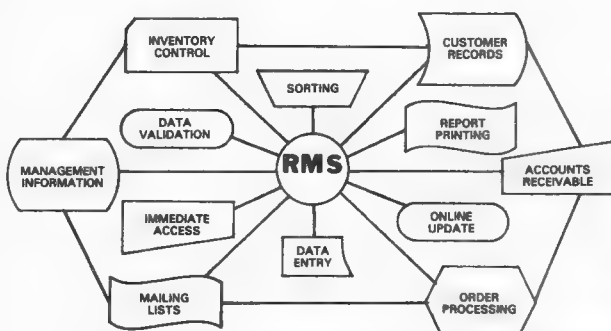 INVENTORY
CONTROL
CUSTOMER
RECORDS
SORTING
DATA
VALIDATION
REPORT
PRINTING
RMS
MANAGEMENT
INFORMATION
ACCOUNTS
RECEIVABLE
IMMEDIATE
ACCESS
ONLINE
UPDATE
DATA
ENTRY
MAILING
LISTS
ORDER
PROCESSING